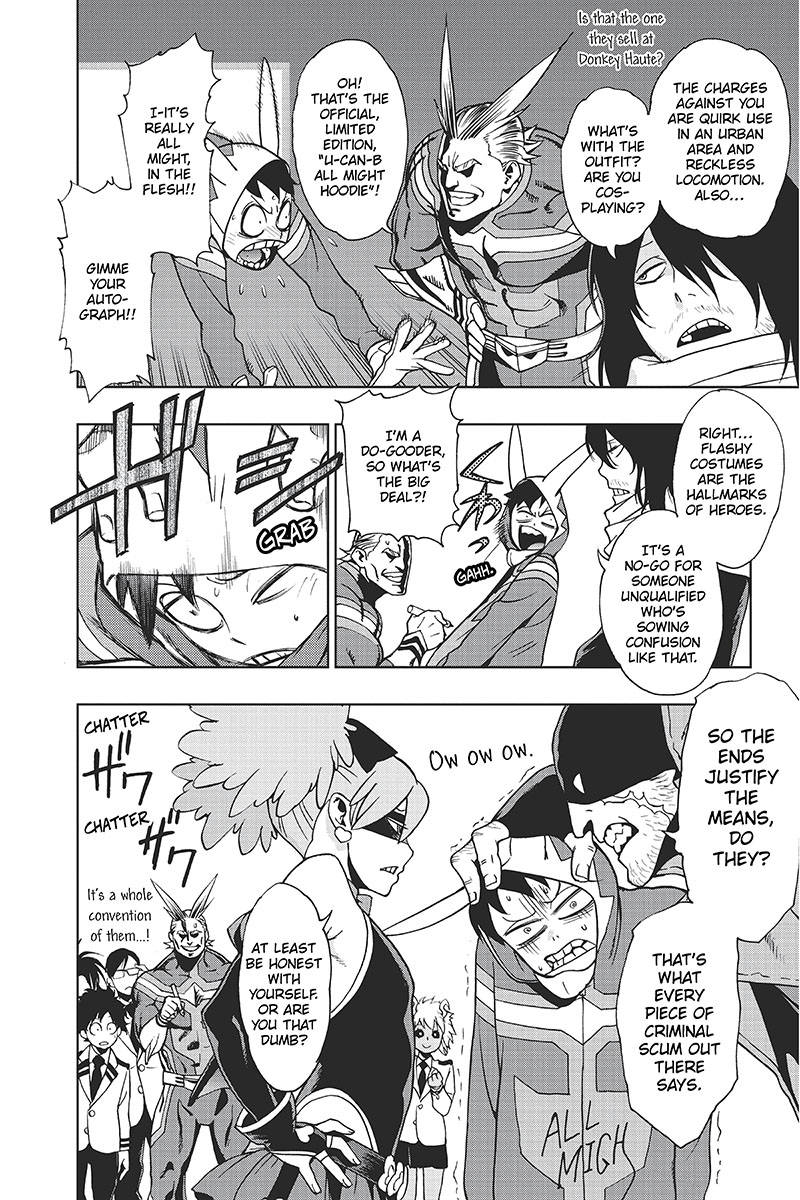 Is that the one
they sell at
Donkey Haute?
THE CHARGES
AGAINST YOU
ARE QUIRK USE
IN AN URBAN
AREA AND
RECKLESS
LOCOMOTION.
ALSO...
WHAT'S
WITH THE
OUTFIT?
ARE YOU
COS-
PLAYING?
OH!
THAT'S THE
OFFICIAL,
LIMITED
EDITION,
"U-CAN-B
ALL MIGHT
HOODIE"!
I-IT'S
REALLY
ALL
MIGHT,
IN THE
FLESH!!
GIMME
YOUR
AUTO-
GRAPH!!
RIGHT...
FLASHY
COSTUMES
ARE THE
HALLMARKS
OF HEROES.
IT'S A
NO-GO FOR
SOMEONE
UNQUALIFIED
WHO'S
SOWING
CONFUSION
LIKE THAT.
I'M A
DO-GOODER,
SO WHAT'S
THE BIG
DEAL?!
くわっ
GAHH.
ガシッ
GRAB
SO THE
ENDS
JUSTIFY
THE
MEANS,
DO
THEY?
THAT'S
WHAT
EVERY
PIECE OF
CRIMINAL
SCUM OUT
THERE
SAYS.
Ow ow ow.
ALL
MIGH
AT LEAST
BE HONEST
WITH
YOURSELF.
OR ARE
YOU THAT
DUMB?
CHATTER
ザワ
CHATTER
ザワ
It's a whole
convention
of them...!